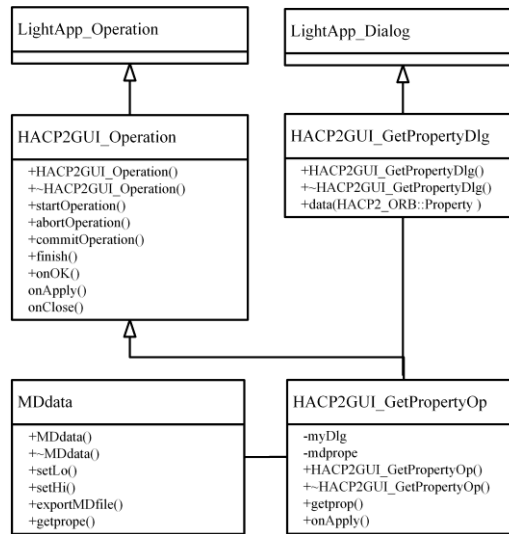 LightApp_Operation
LightApp_Dialog
HACP2GUI_Operation
+HACP2GUI_Operation()
+~HACP2GUI_Operation()
+startOperation()
+abortOperation()
+commitOperation()
+finish()
+onOK()
onApply()
onClose()
HACP2GUI_GetPropertyDlg
+HACP2GUI_GetPropertyDlg()
+~HACP2GUI_GetPropertyDlg()
+data(HACP2_ORB::Property )
MDdata
+MDdata()
+~MDdata()
+setLo()
+setHi()
+exportMDfile()
+getprope()
HACP2GUI_GetPropertyOp
-myDlg
-mdprope
+HACP2GUI_GetPropertyOp()
+~HACP2GUI_GetPropertyOp()
+getprop()
+onApply()